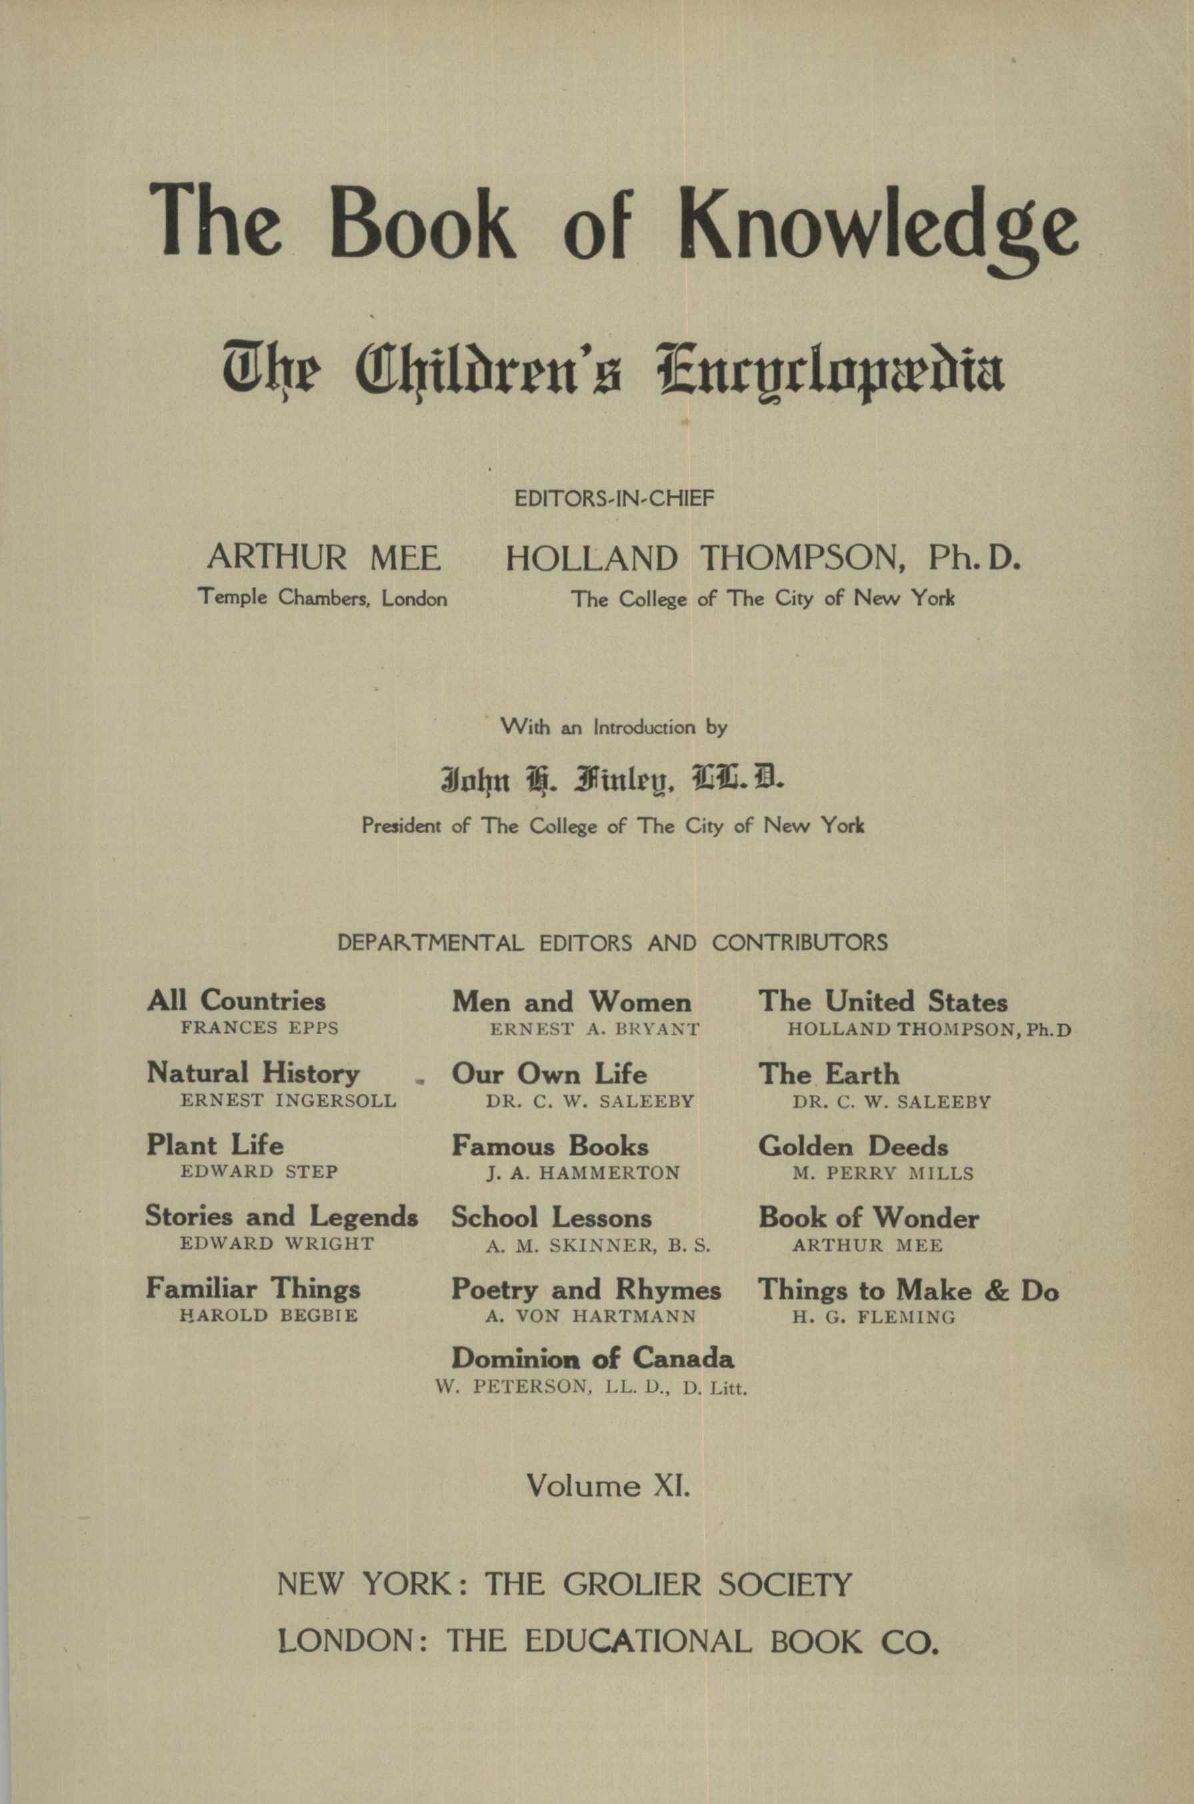 The Book of Knowledge
The Children's Encyclopædia
EDITORS-IN-CHIEF
ARTHUR MEE HOLLAND THOMPSON, Ph. D.
Temple Chambers, London The College of The City of New York
With an Introduction by
John H. Finley, LL. D.
President of The College of The City of New York
DEPARTMENTAL EDITORS AND CONTRIBUTORS
All Countries Men and Women The United States
FRANCES EPPS ERNEST A. BRYANT HOLLAND THOMPSON, Ph.D
Natural History Our Own Life The Earth
ERNEST INGERSOLL DR. C. W. SALEEBY DR. C. W. SALEEBY
Plant Life Famous Books Golden Deeds
EDWARD STEP J. A. HAMMERTON M. PERRY MILLS
Stories and Legends School Lessons Book of Wonder
EDWARD WRIGHT A. M. SKINNER, B. S. ARTHUR MEE
Familiar Things Poetry and Rhymes Things to Make & Do
HAROLD BEGBIE A. VON HARTMANN H. G. FLEMING
Dominion of Canada
W. PETERSON, LL. D., D. Litt.
Volume XI.
NEW YORK: THE GROLIER SOCIETY
LONDON: THE EDUCATIONAL BOOK CO.